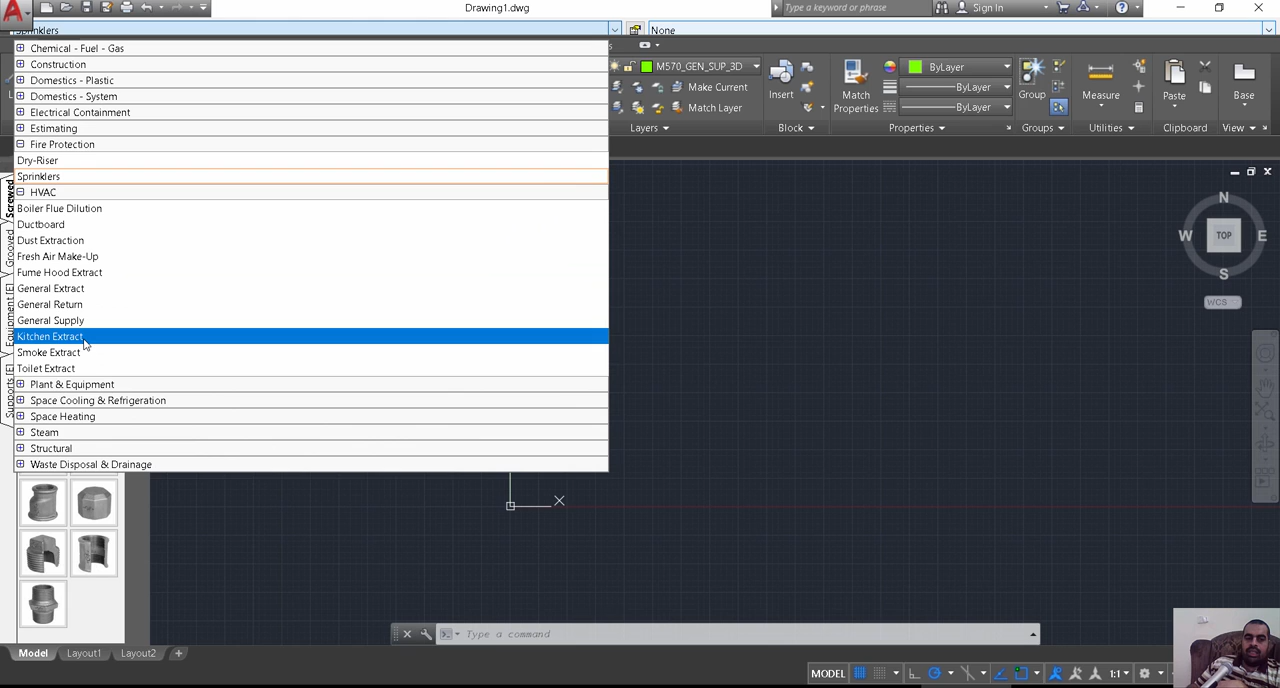 Drawing1.dwg
Type a keyword or phrase
Sign In
Sprinklers
None
Chemical - Fuel - Gas
Construction
Domestics - Plastic
Domestics - System
Electrical Containment
Estimating
Fire Protection
Dry-Riser
Sprinklers
HVAC
Boiler Flue Dilution
Ductboard
Dust Extraction
Fresh Air Make-Up
Fume Hood Extract
General Extract
General Return
General Supply
Kitchen Extract
Smoke Extract
Toilet Extract
Plant & Equipment
Space Cooling & Refrigeration
Space Heating
Steam
Structural
Waste Disposal & Drainage
Screwed
Grooved
Equipment [E]
Supports [E]
M570_GEN_SUP_3D
Make Current
Match Layer
Layers
Insert
Block
Match
Properties
ByLayer
ByLayer
ByLayer
Properties
Group
Groups
Measure
Utilities
Paste
Clipboard
Base
View
N
W
TOP
E
S
WCS
Type a command
Model
Layout1
Layout2
MODEL
1:1